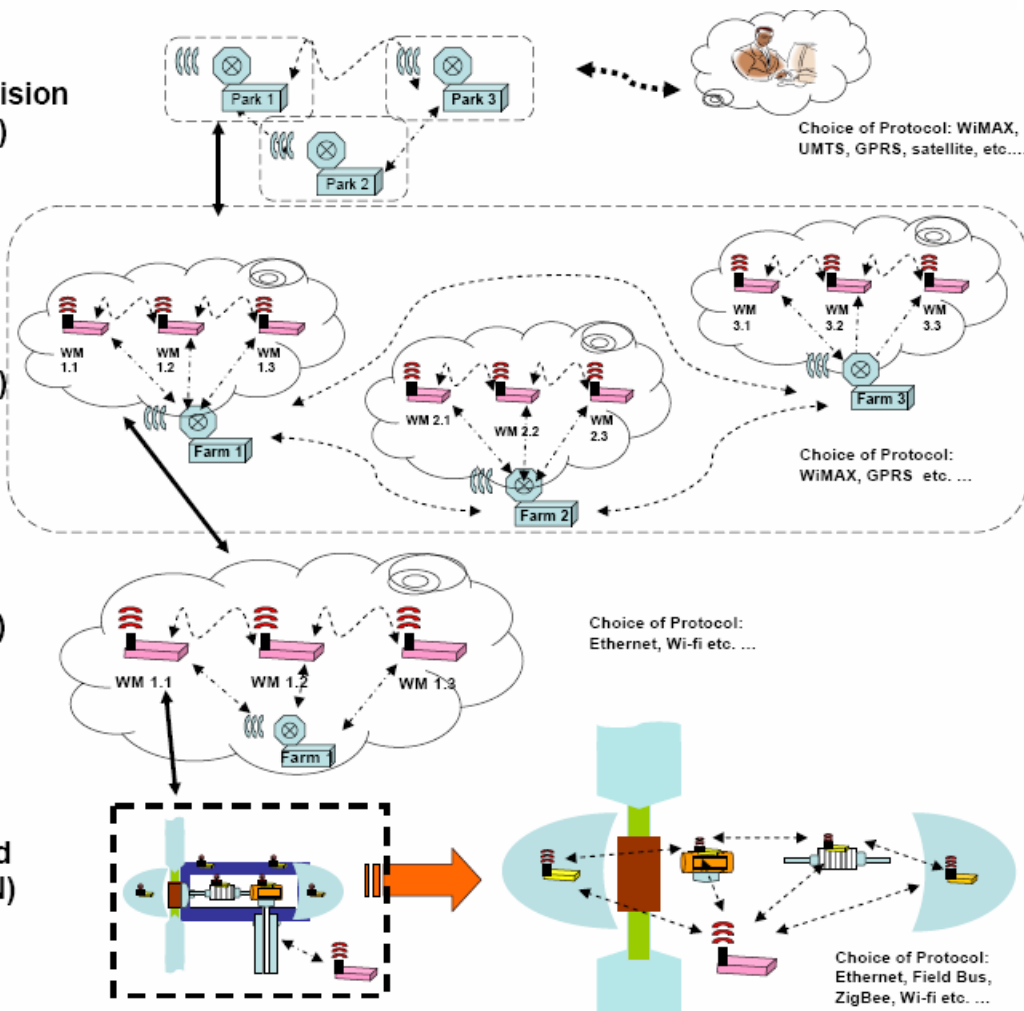 ision
)
Park 1
Park 3
Park 2
Choice of Protocol: WiMAX,
UMTS, GPRS, satellite, etc....
WM
1.1
WM
1.2
WM
1.3
WM 2.1
WM 2.2
WM
2.3
WM
3.1
WM
3.2
WM
3.3
)
Farm 1
Farm 2
Farm 3
Choice of Protocol:
WiMAX, GPRS etc. ...
)
Choice of Protocol:
Ethernet, Wi-fi etc. ...
WM 1.1
WM 1.2
WM 1.3
Farm 1
d
N)
Choice of Protocol:
Ethernet, Field Bus,
ZigBee, Wi-fi etc. ...